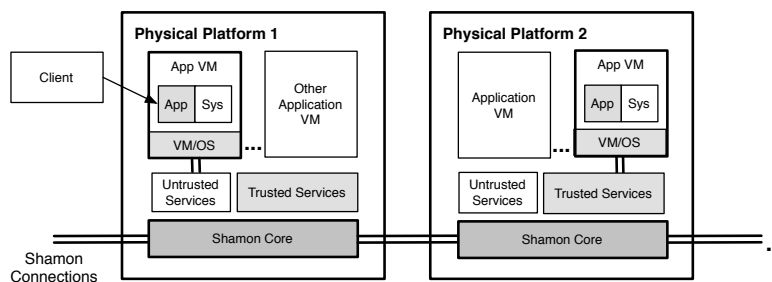 Physical Platform 1
Physical Platform 2
Client
App VM
App
Sys
VM/OS
...
Other
Application
VM
Application
VM
...
App VM
App
Sys
VM/OS
Untrusted
Services
Trusted Services
Untrusted
Services
Trusted Services
Shamon Core
Shamon Core
Shamon
Connections
.